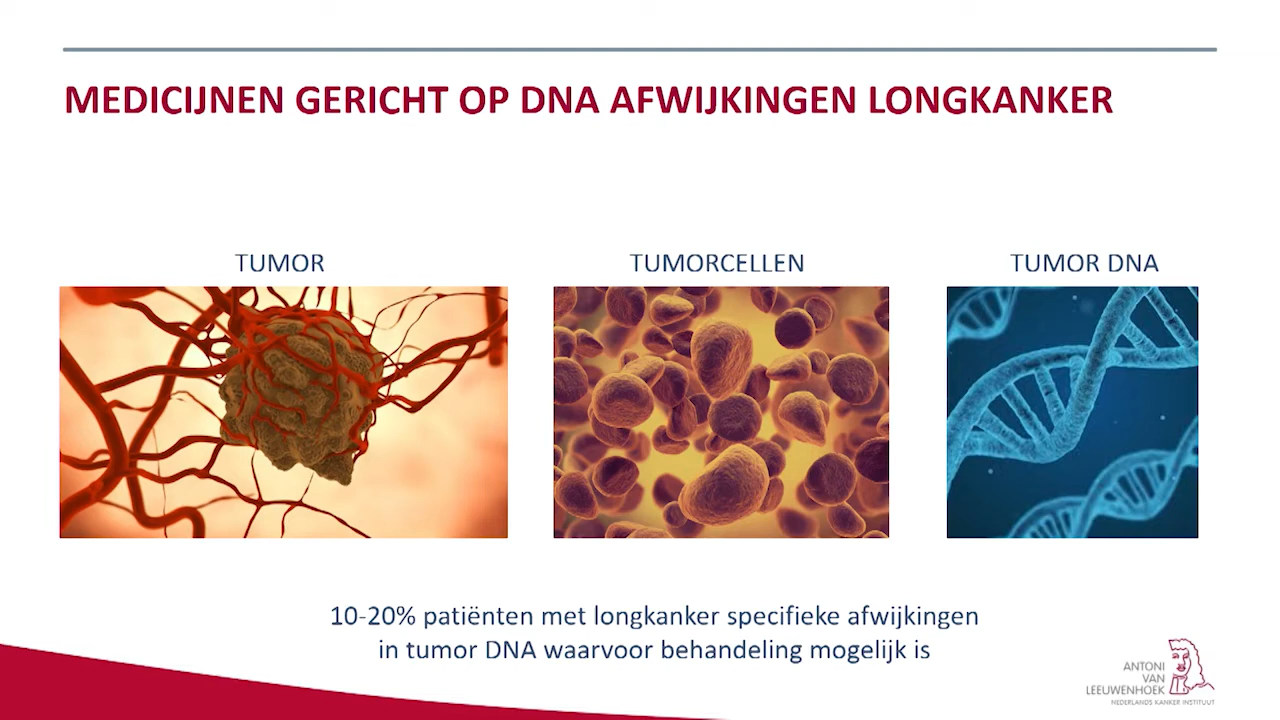 MEDICIJNEN GERICHT OP DNA AFWIJKINGEN LONGKANKER
TUMOR
TUMORCELLEN
TUMOR DNA
10-20% patiënten met longkanker specifieke afwijkingen
in tumor DNA waarvoor behandeling mogelijk is
ANTONI
VAN
LEEUWENHOEK
NEDERLANDS KANKER INSTITUUT